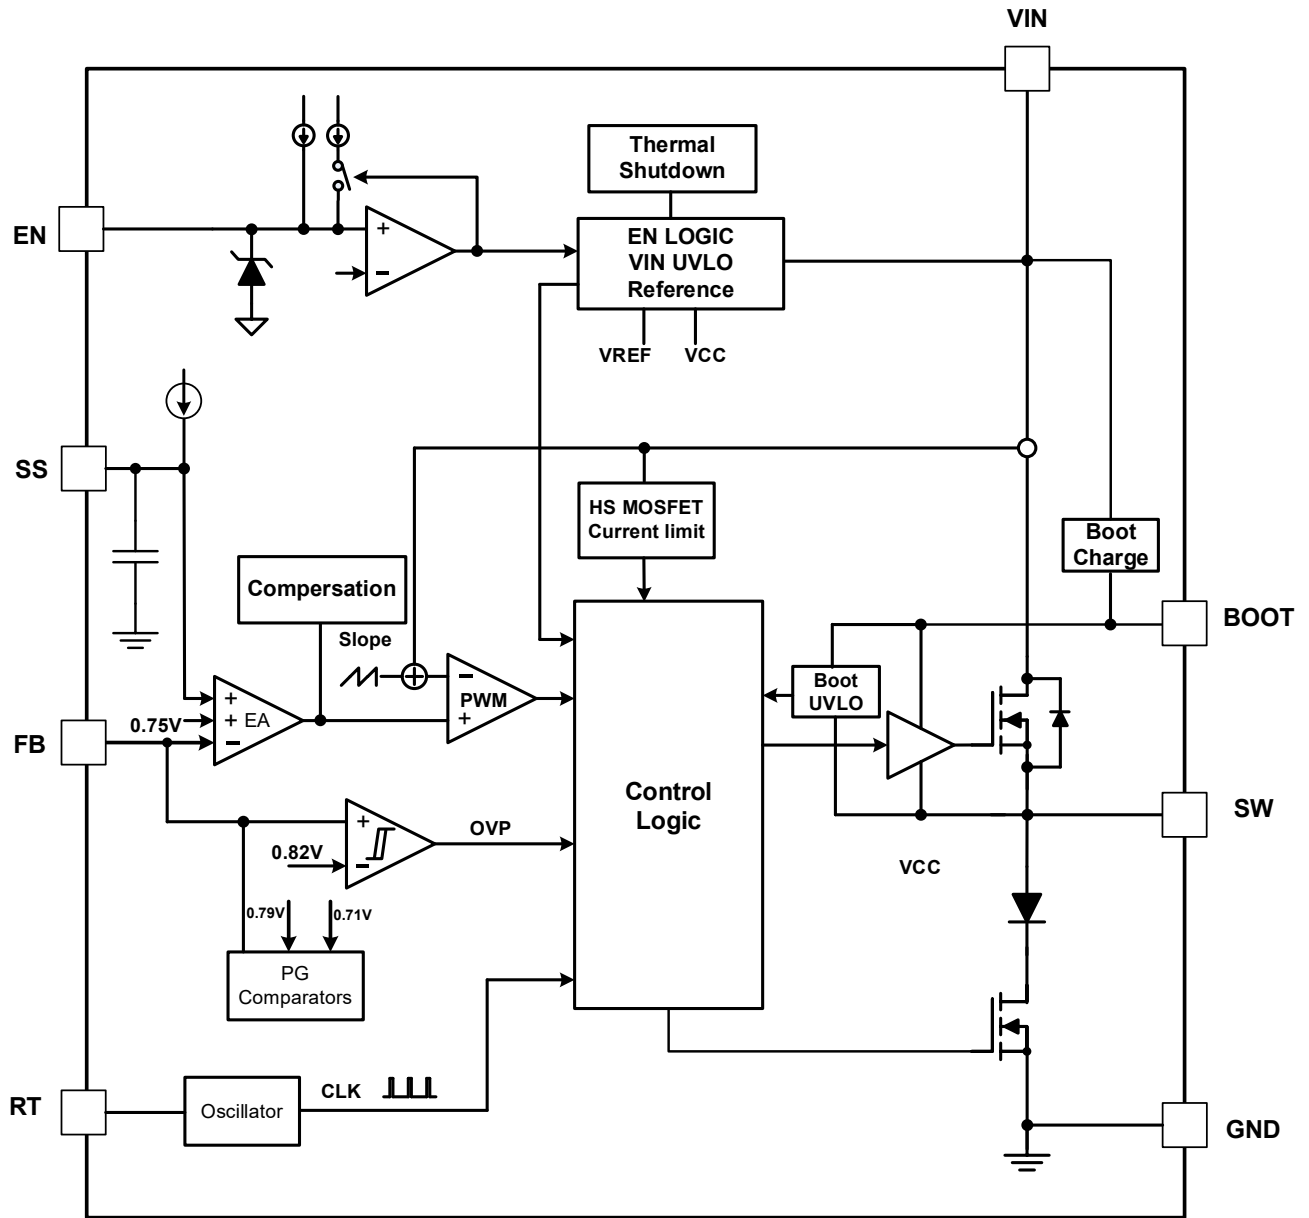 VIN
Thermal
Shutdown
EN
+
−
EN LOGIC
VIN UVLO
Reference
VREF
VCC
SS
HS MOSFET
Current limit
Boot
Charge
Compersation
BOOT
Slope
+
+ EA
−
0.75V
−
PWM
+
Boot
UVLO
FB
Control
Logic
SW
+
−
OVP
0.82V
VCC
0.79V
0.71V
PG
Comparators
RT
Oscillator
CLK
GND